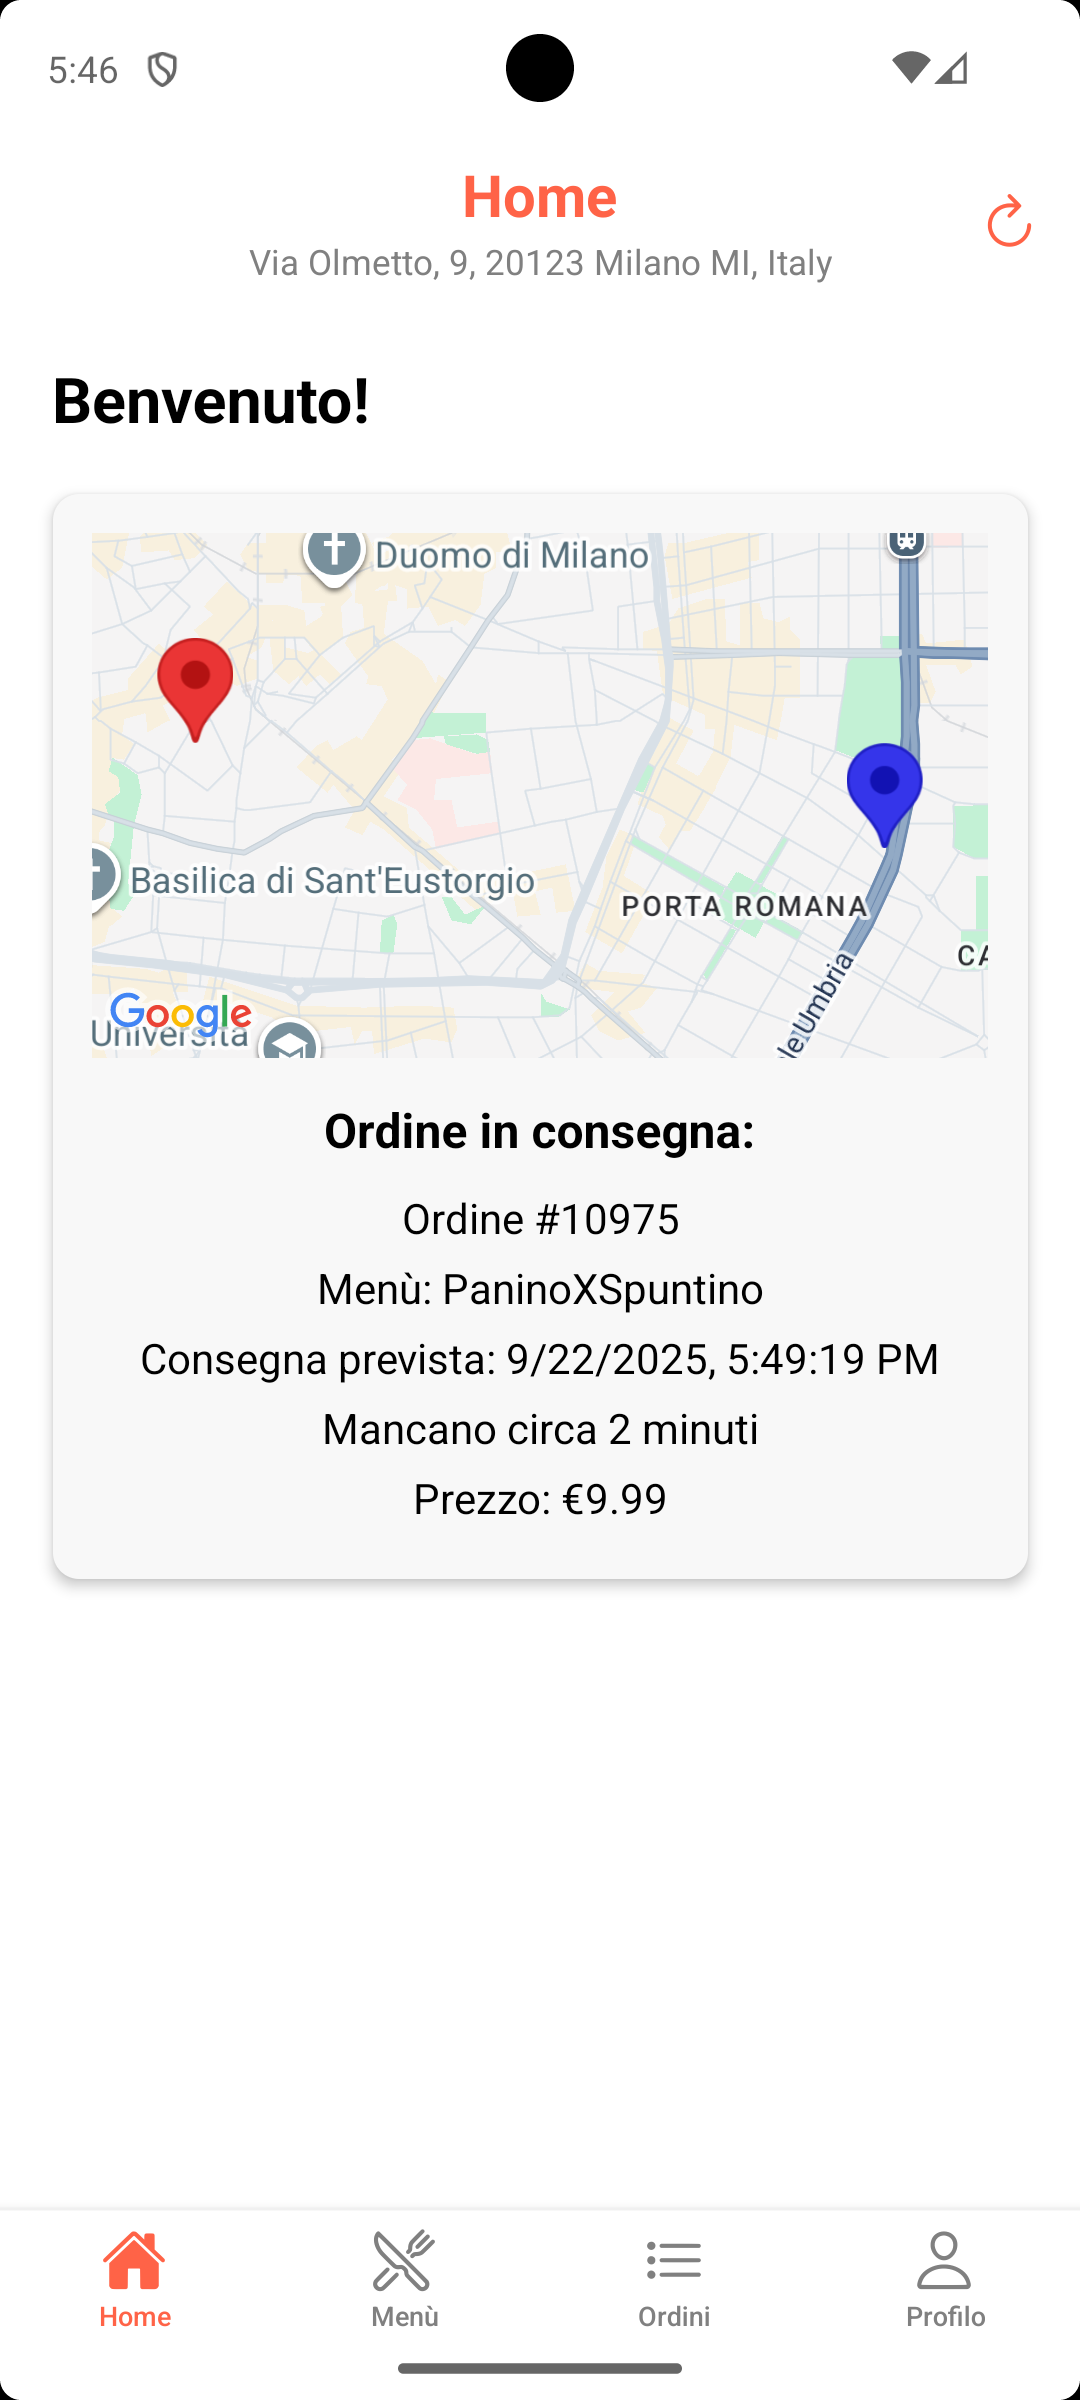 5:46
Home
Via Olmetto, 9, 20123 Milano MI, Italy
Benvenuto!
Duomo di Milano
Basilica di Sant'Eustorgio
PORTA ROMANA
CA
Umbria
Google
Università
Ordine in consegna:
Ordine #10975
Menù: PaninoXSpuntino
Consegna prevista: 9/22/2025, 5:49:19 PM
Mancano circa 2 minuti
Prezzo: €9.99
Home
Menù
Ordini
Profilo